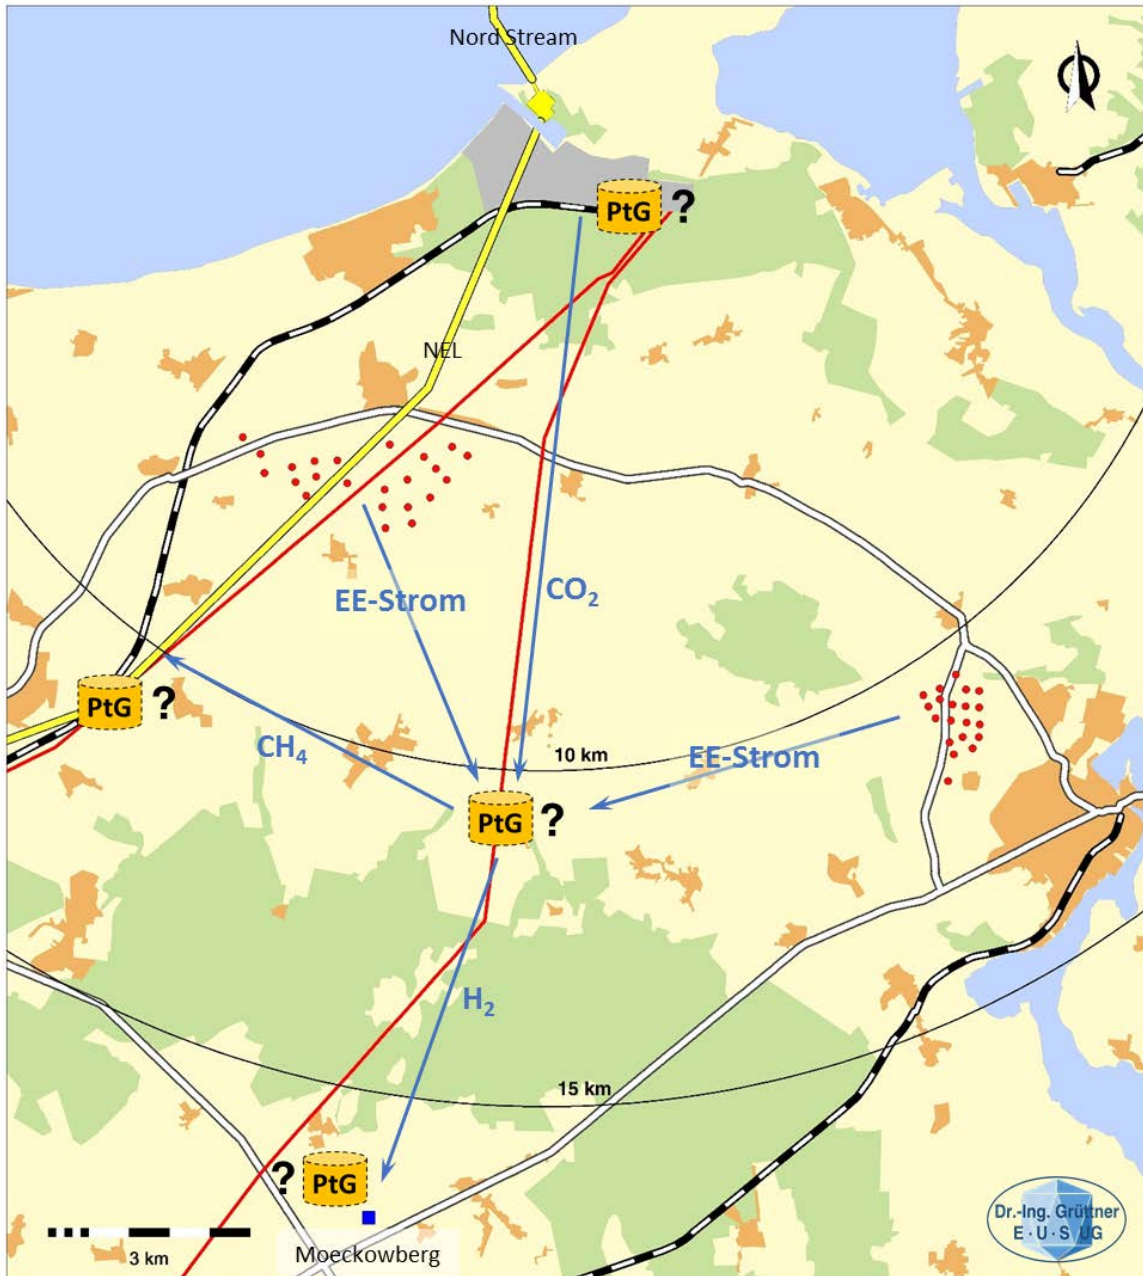 Nord Stream
PtG ?
NEL
EE-Strom
CO₂
PtG ?
CH₄
10 km
EE-Strom
PtG ?
H₂
15 km
? PtG
3 km
Moeckowberg
Dr.-Ing. Grüttner
E·U·S UG